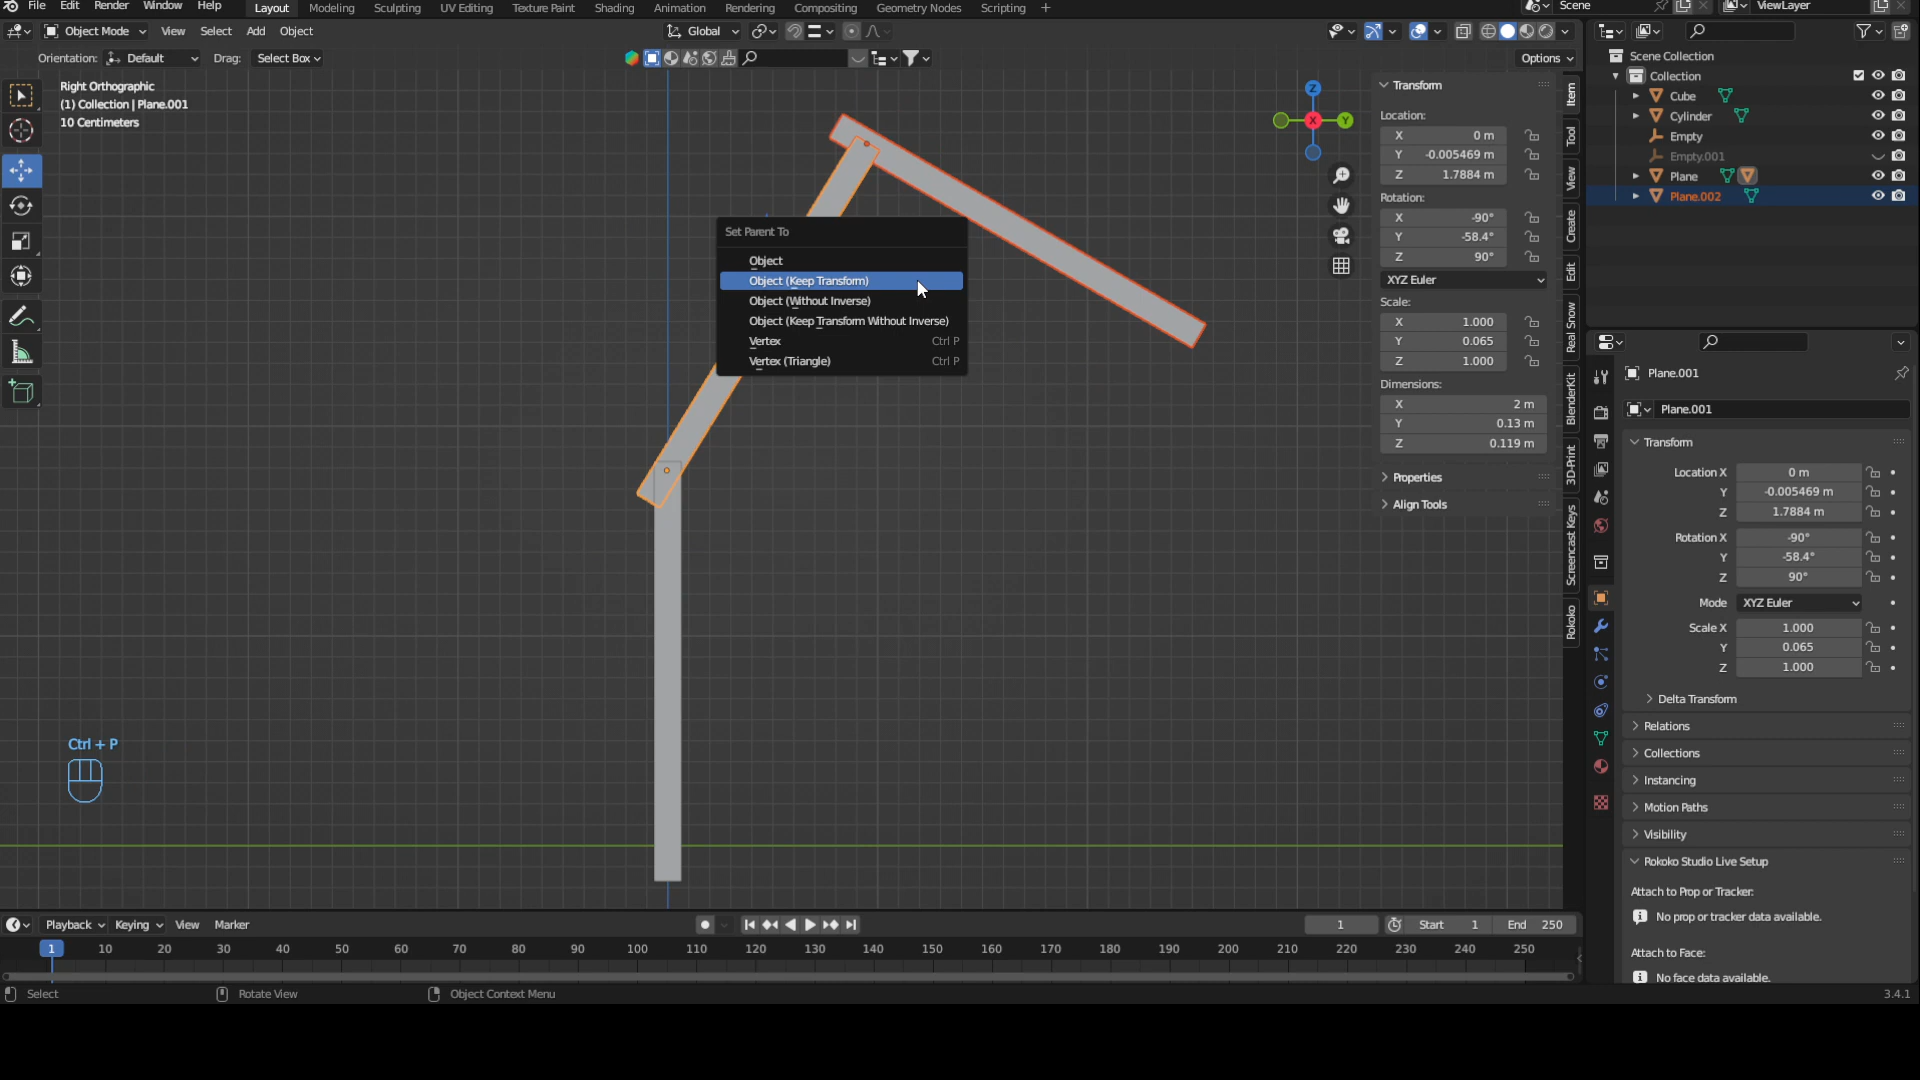 File Edit Render Window Help Layout Modeling Sculpting UV Editing Texture Paint Shading Animation Rendering Compositing Geometry Nodes Scripting + Scene ViewLayer
Object Mode View Select Add Object Global
Orientation: Default Drag: Select Box Options
Right Orthographic
(1) Collection | Plane.001
10 Centimeters
Set Parent To
Object
Object (Keep Transform)
Object (Without Inverse)
Object (Keep Transform Without Inverse)
Vertex Ctrl P
Vertex (Triangle) Ctrl P
Z
X
Y
Transform
Location:
X 0 m
Y -0.005469 m
Z 1.7884 m
Rotation:
X -90°
Y -58.4°
Z 90°
XYZ Euler
Scale:
X 1.000
Y 0.065
Z 1.000
Dimensions:
X 2 m
Y 0.13 m
Z 0.119 m
Properties
Align Tools
Item
Tool
View
Create
Edit
Real Snow
BlenderKit
3D-Print
Screencast Keys
Rokoko
Scene Collection
Collection
Cube
Cylinder
Empty
Empty.001
Plane
Plane.002
Plane.001
Plane.001
Transform
Location X 0 m
Y -0.005469 m
Z 1.7884 m
Rotation X -90°
Y -58.4°
Z 90°
Mode XYZ Euler
Scale X 1.000
Y 0.065
Z 1.000
Delta Transform
Relations
Collections
Instancing
Motion Paths
Visibility
Rokoko Studio Live Setup
Attach to Prop or Tracker:
No prop or tracker data available.
Attach to Face:
No face data available.
Ctrl + P
Playback Keying View Marker 1 Start 1 End 250
1 10 20 30 40 50 60 70 80 90 100 110 120 130 140 150 160 170 180 190 200 210 220 230 240 250
Select Rotate View Object Context Menu 3.4.1